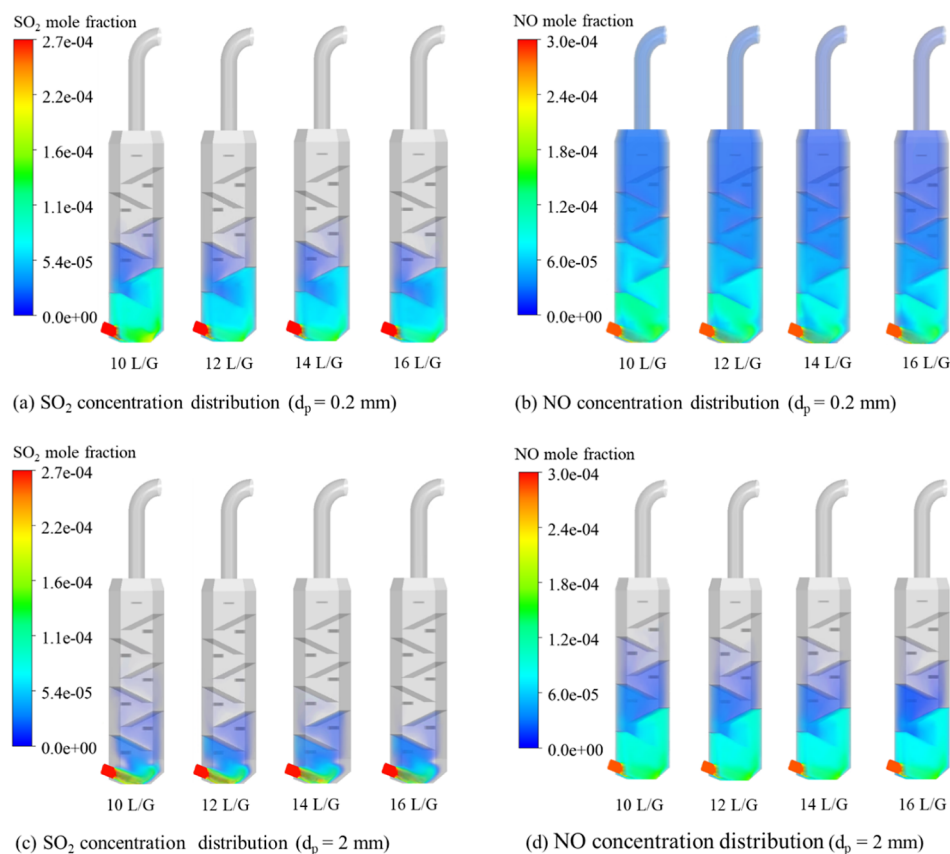 SO₂ mole fraction
2.7e-04
2.2e-04
1.6e-04
1.1e-04
5.4e-05
0.0e+00
10 L/G
12 L/G
14 L/G
16 L/G
(a) SO₂ concentration distribution (dₚ = 0.2 mm)
NO mole fraction
3.0e-04
2.4e-04
1.8e-04
1.2e-04
6.0e-05
0.0e+00
10 L/G
12 L/G
14 L/G
16 L/G
(b) NO concentration distribution (dₚ = 0.2 mm)
SO₂ mole fraction
2.7e-04
2.2e-04
1.6e-04
1.1e-04
5.4e-05
0.0e+00
10 L/G
12 L/G
14 L/G
16 L/G
(c) SO₂ concentration distribution (dₚ = 2 mm)
NO mole fraction
3.0e-04
2.4e-04
1.8e-04
1.2e-04
6.0e-05
0.0e+00
10 L/G
12 L/G
14 L/G
16 L/G
(d) NO concentration distribution (dₚ = 2 mm)